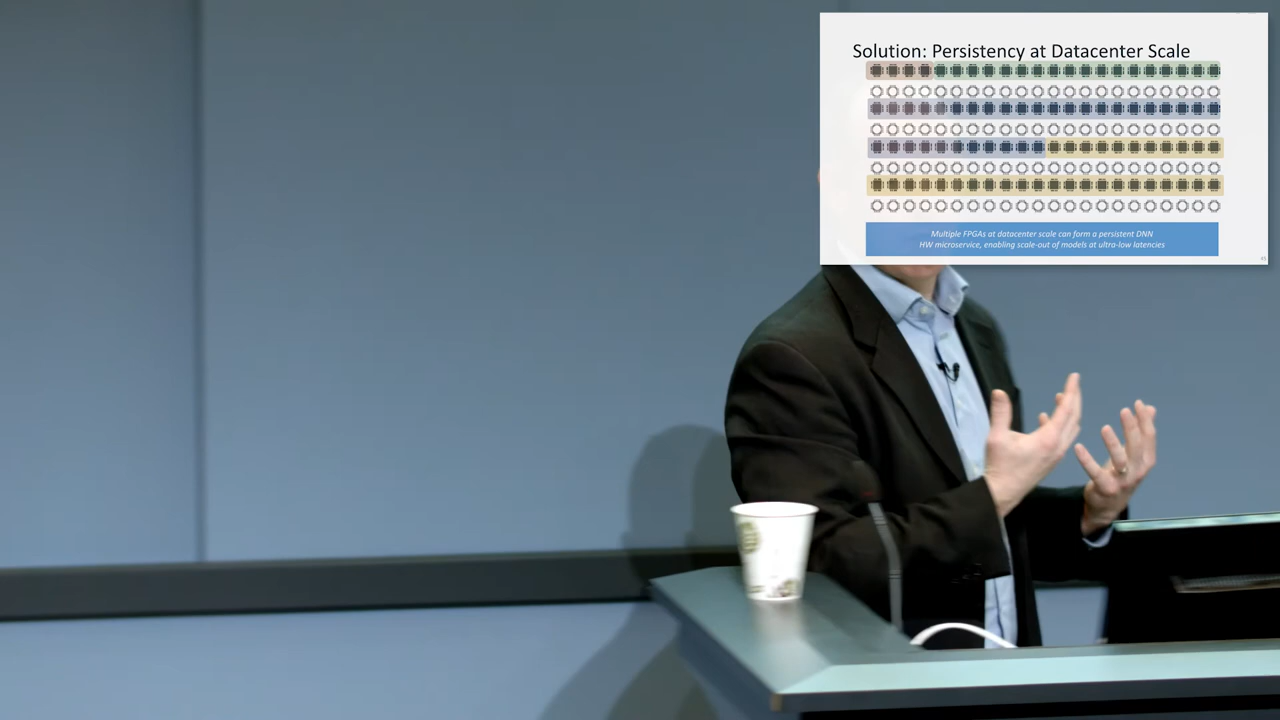 Solution: Persistency at Datacenter Scale
Multiple FPGAs at datacenter scale can form a persistent DNN
HW microservice, enabling scale-out of models at ultra-low latencies